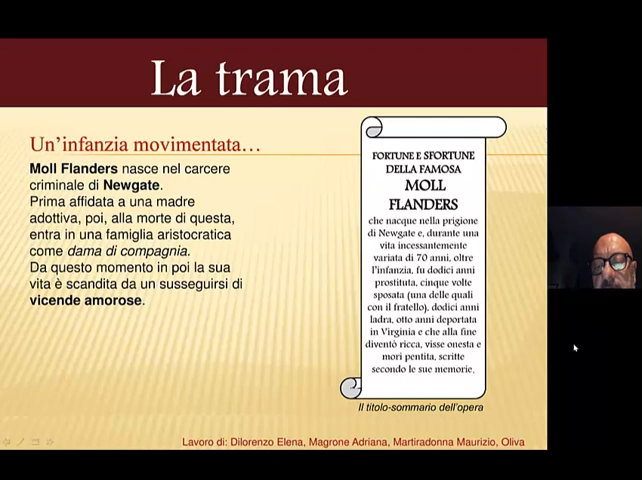 La trama
Un'infanzia movimentata…
Moll Flanders nasce nel carcere
criminale di Newgate.
Prima affidata a una madre
adottiva, poi, alla morte di questa,
entra in una famiglia aristocratica
come dama di compagnia.
Da questo momento in poi la sua
vita è scandita da un susseguirsi di
vicende amorose.
FORTUNE E SFORTUNE
DELLA FAMOSA
MOLL
FLANDERS
che nacque nella prigione
di Newgate e, durante una
vita incessantemente
variata di 70 anni, oltre
l'infanzia, fu dodici anni
prostituta, cinque volte
sposata (una delle quali
con il fratello), dodici anni
ladra, otto anni deportata
in Virginia e che alla fine
diventò ricca, visse onesta e
morì pentita, scritte
secondo le sue memorie.
Il titolo-sommario dell'opera
Lavoro di: Dilorenzo Elena, Magrone Adriana, Martiradonna Maurizio, Oliva